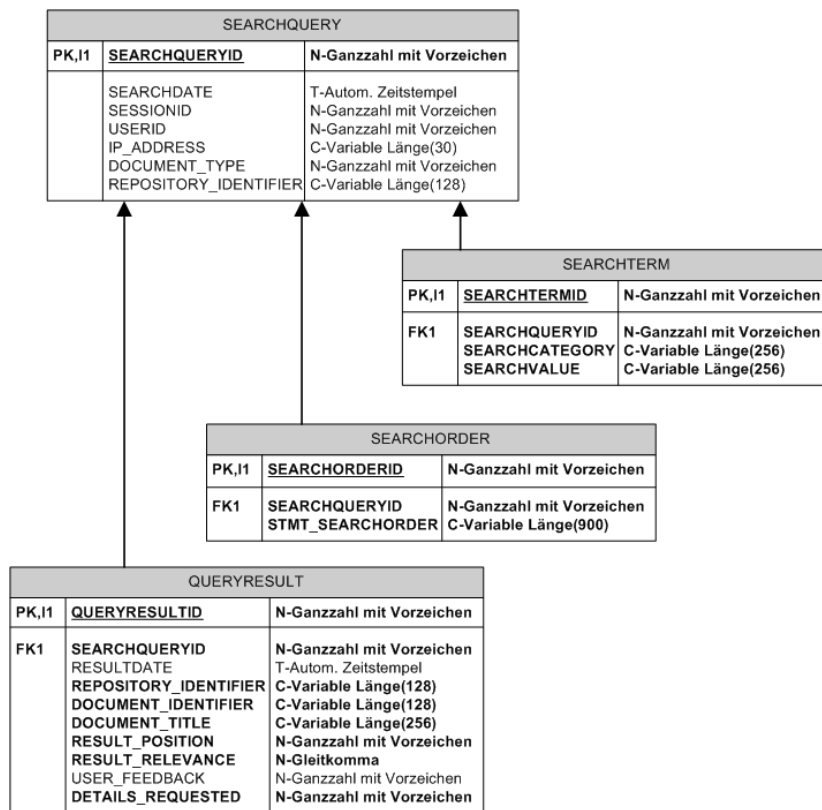 SEARCHQUERY
PK,I1 SEARCHQUERYID N-Ganzzahl mit Vorzeichen
SEARCHDATE T-Autom. Zeitstempel
SESSIONID N-Ganzzahl mit Vorzeichen
USERID N-Ganzzahl mit Vorzeichen
IP_ADDRESS C-Variable Länge(30)
DOCUMENT_TYPE N-Ganzzahl mit Vorzeichen
REPOSITORY_IDENTIFIER C-Variable Länge(128)
SEARCHTERM
PK,I1 SEARCHTERMID N-Ganzzahl mit Vorzeichen
FK1 SEARCHQUERYID N-Ganzzahl mit Vorzeichen
SEARCHCATEGORY C-Variable Länge(256)
SEARCHVALUE C-Variable Länge(256)
SEARCHORDER
PK,I1 SEARCHORDERID N-Ganzzahl mit Vorzeichen
FK1 SEARCHQUERYID N-Ganzzahl mit Vorzeichen
STMT_SEARCHORDER C-Variable Länge(900)
QUERYRESULT
PK,I1 QUERYRESULTID N-Ganzzahl mit Vorzeichen
FK1 SEARCHQUERYID N-Ganzzahl mit Vorzeichen
RESULTDATE T-Autom. Zeitstempel
REPOSITORY_IDENTIFIER C-Variable Länge(128)
DOCUMENT_IDENTIFIER C-Variable Länge(128)
DOCUMENT_TITLE C-Variable Länge(256)
RESULT_POSITION N-Ganzzahl mit Vorzeichen
RESULT_RELEVANCE N-Gleitkomma
USER_FEEDBACK N-Ganzzahl mit Vorzeichen
DETAILS_REQUESTED N-Ganzzahl mit Vorzeichen